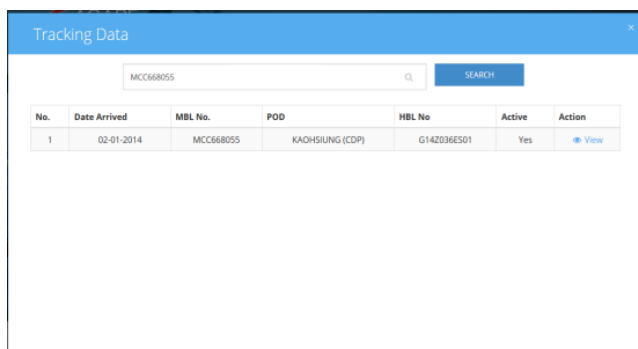 Tracking Data
×
MCC668055
SEARCH
No. Date Arrived MBL No. POD HBL No Active Action
1 02-01-2014 MCC668055 KAOHSIUNG (CDP) G14Z036ES01 Yes View